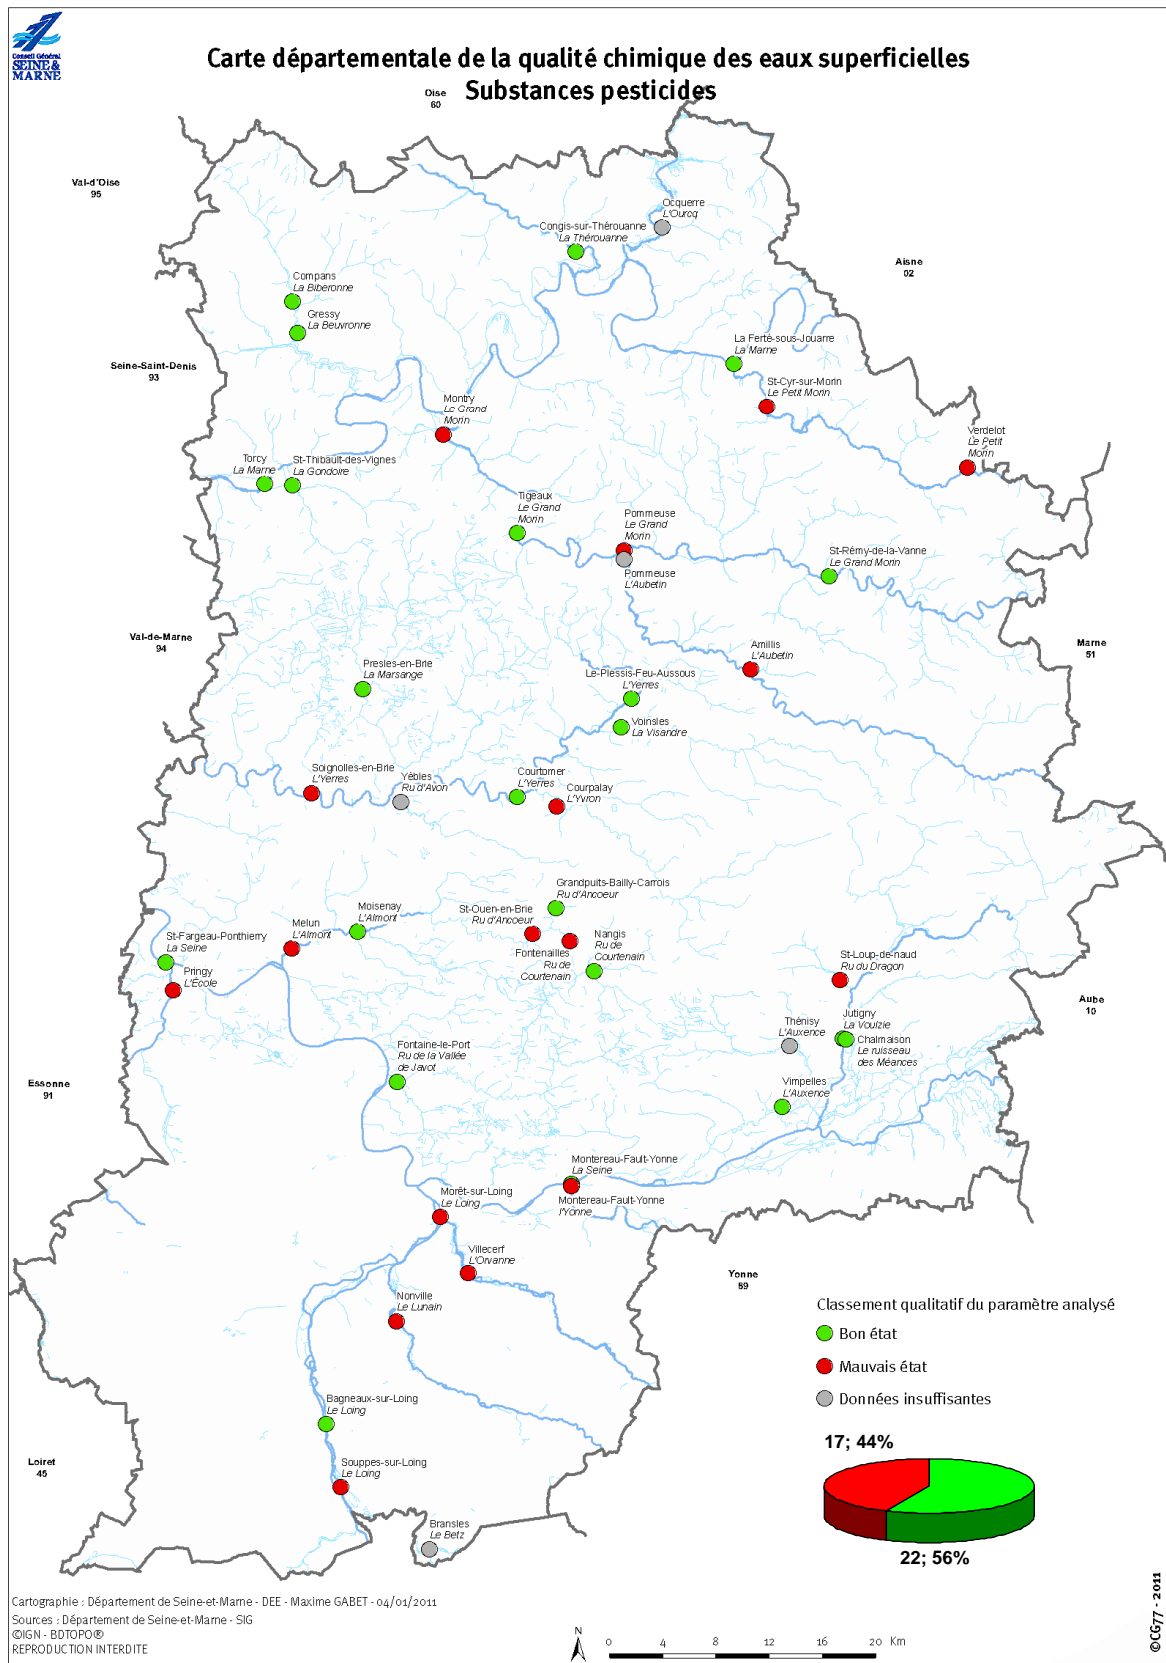 Conseil Général
SEINE &
MARNE
Carte départementale de la qualité chimique des eaux superficielles
Substances pesticides
Oise
60
Val-d'Oise
95
Ocquerre
L'Ourcq
Congis-sur-Thérouanne
La Thérouanne
Aisne
02
Compans
La Biberonne
Gressy
La Beuvronne
La Ferté-sous-Jouarre
La Marne
Seine-Saint-Denis
93
St-Cyr-sur-Morin
Le Petit Morin
Montry
Le Grand
Morin
Verdelot
Le Petit
Morin
Torcy
La Marne
St-Thibault-des-Vignes
La Gondoire
Tigeaux
Le Grand
Morin
Pommeuse
Le Grand
Morin
Pommeuse
L'Aubetin
St-Rémy-de-la-Vanne
Le Grand Morin
Val-de-Marne
94
Marne
51
Amillis
L'Aubetin
Presles-en-Brie
La Marsange
Le-Plessis-Feu-Aussous
L'Yerres
Voinsles
La Visandre
Soignolles-en-Brie
L'Yerres
Yèbles
Ru d'Avon
Courtomer
L'Yerres
Courpalay
L'Yvron
Grandpuits-Bailly-Carrois
Ru d'Ancoeur
Moisenay
L'Almont
St-Ouen-en-Brie
Ru d'Ancoeur
Melun
L'Almont
Nangis
Ru de
Courtenain
St-Fargeau-Ponthierry
La Seine
Fontenailles
Ru de
Courtenain
St-Loup-de-naud
Ru du Dragon
Pringy
L'Ecole
Aube
10
Jutigny
La Voulzie
Thénisy
L'Auxence
Chalmaison
Le ruisseau
des Méances
Fontaine-le-Port
Ru de la Vallée
de Javot
Essonne
91
Vimpelles
L'Auxence
Montereau-Fault-Yonne
La Seine
Morêt-sur-Loing
Le Loing
Montereau-Fault-Yonne
l'Yonne
Villecerf
L'Orvanne
Yonne
89
Nonville
Le Lunain
Classement qualitatif du paramètre analysé
Bon état
Mauvais état
Données insuffisantes
Bagneaux-sur-Loing
Le Loing
17; 44%
Loiret
45
Souppes-sur-Loing
Le Loing
Bransles
Le Betz
22; 56%
Cartographie : Département de Seine-et-Marne - DEE - Maxime GABET - 04/01/2011
Sources : Département de Seine-et-Marne - SIG
©IGN - BDTOPO®
REPRODUCTION INTERDITE
N
0 4 8 12 16 20 Km
©CG77 - 2011